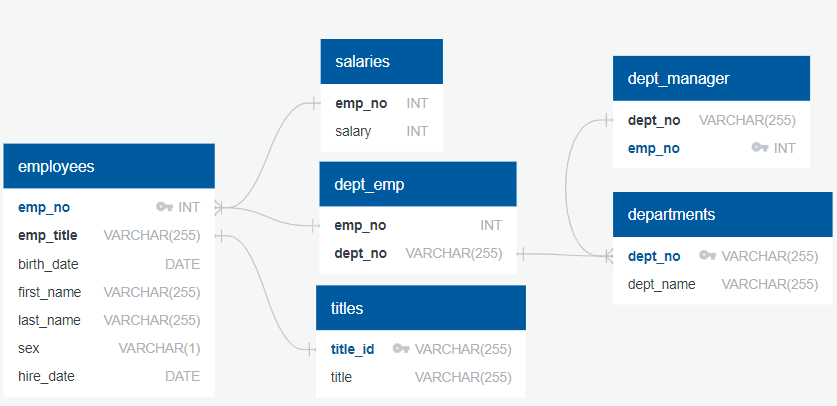 employees
emp_no INT
emp_title VARCHAR(255)
birth_date DATE
first_name VARCHAR(255)
last_name VARCHAR(255)
sex VARCHAR(1)
hire_date DATE
salaries
emp_no INT
salary INT
dept_emp
emp_no INT
dept_no VARCHAR(255)
titles
title_id VARCHAR(255)
title VARCHAR(255)
dept_manager
dept_no VARCHAR(255)
emp_no INT
departments
dept_no VARCHAR(255)
dept_name VARCHAR(255)